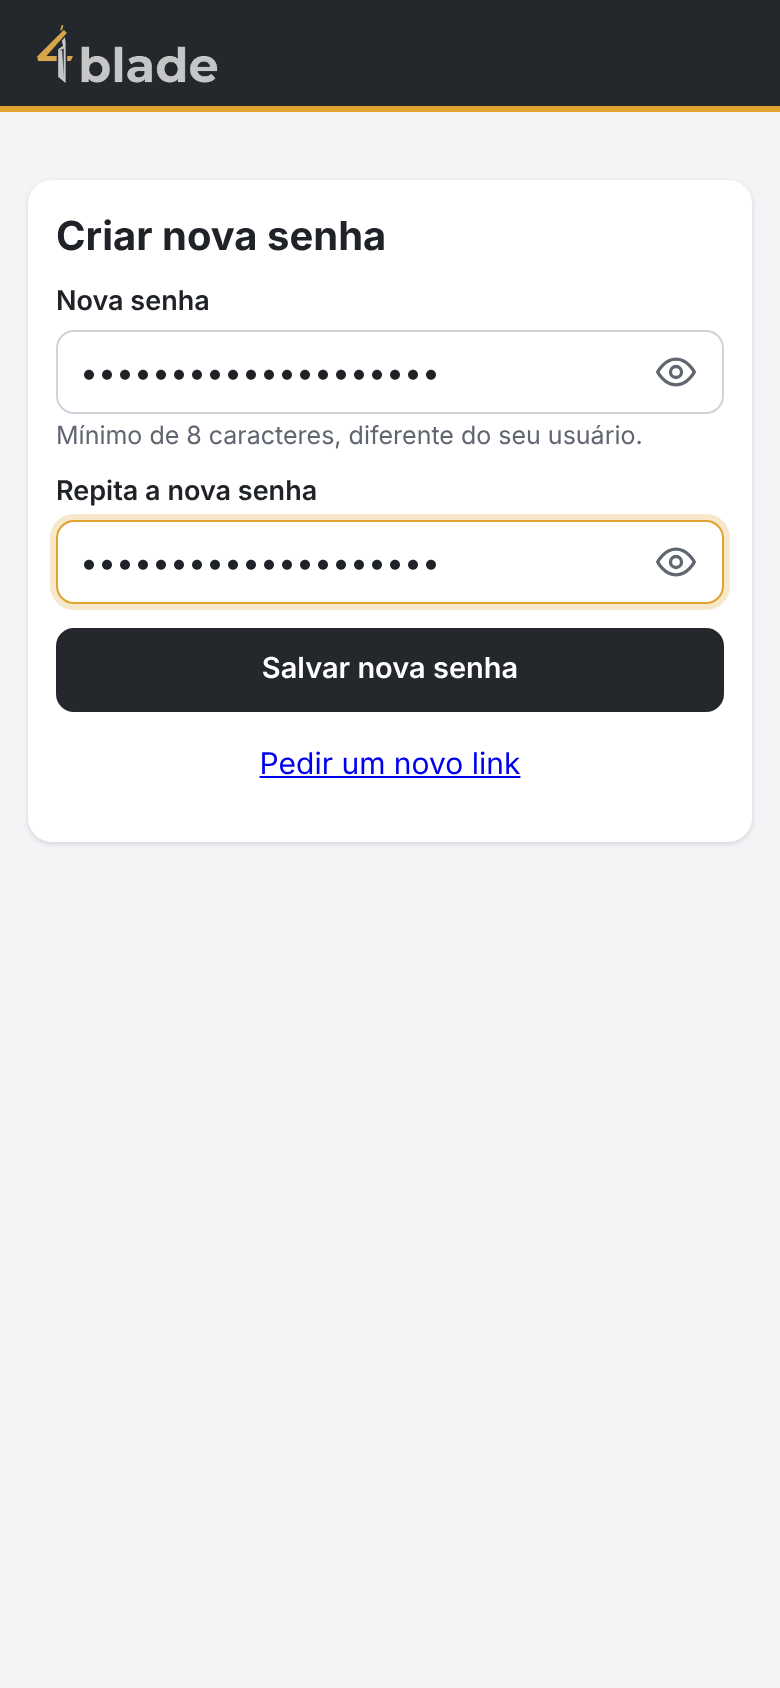 4blade
Criar nova senha
Nova senha
••••••••••••••••••••
Mínimo de 8 caracteres, diferente do seu usuário.
Repita a nova senha
••••••••••••••••••••
Salvar nova senha
Pedir um novo link